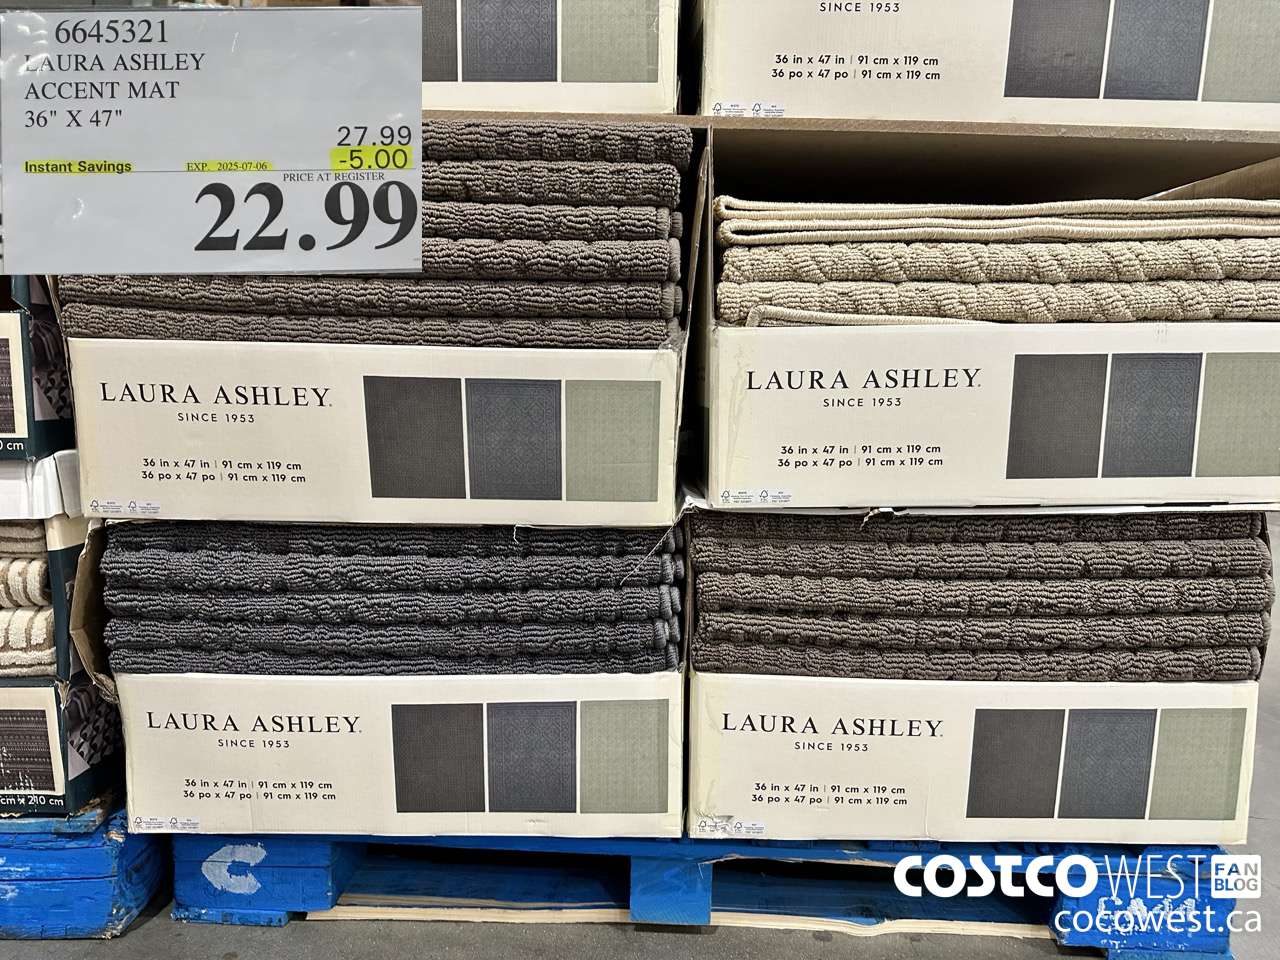 6645321
LAURA ASHLEY
ACCENT MAT
36" X 47"
27.99
Instant Savings EXP. 2025-07-06 -5.00
PRICE AT REGISTER
22.99
SINCE 1953
36 in x 47 in | 91 cm x 119 cm
36 po x 47 po | 91 cm x 119 cm
LAURA ASHLEY.
SINCE 1953
36 in x 47 in | 91 cm x 119 cm
36 po x 47 po | 91 cm x 119 cm
LAURA ASHLEY.
SINCE 1953
36 in x 47 in | 91 cm x 119 cm
36 po x 47 po | 91 cm x 119 cm
0 cm
LAURA ASHLEY.
SINCE 1953
36 in x 47 in | 91 cm x 119 cm
36 po x 47 po | 91 cm x 119 cm
LAURA ASHLEY.
SINCE 1953
36 in x 47 in | 91 cm x 119 cm
36 po x 47 po | 91 cm x 119 cm
cm x 210 cm
C
COSTCO WEST FAN BLOG
cocowest.ca